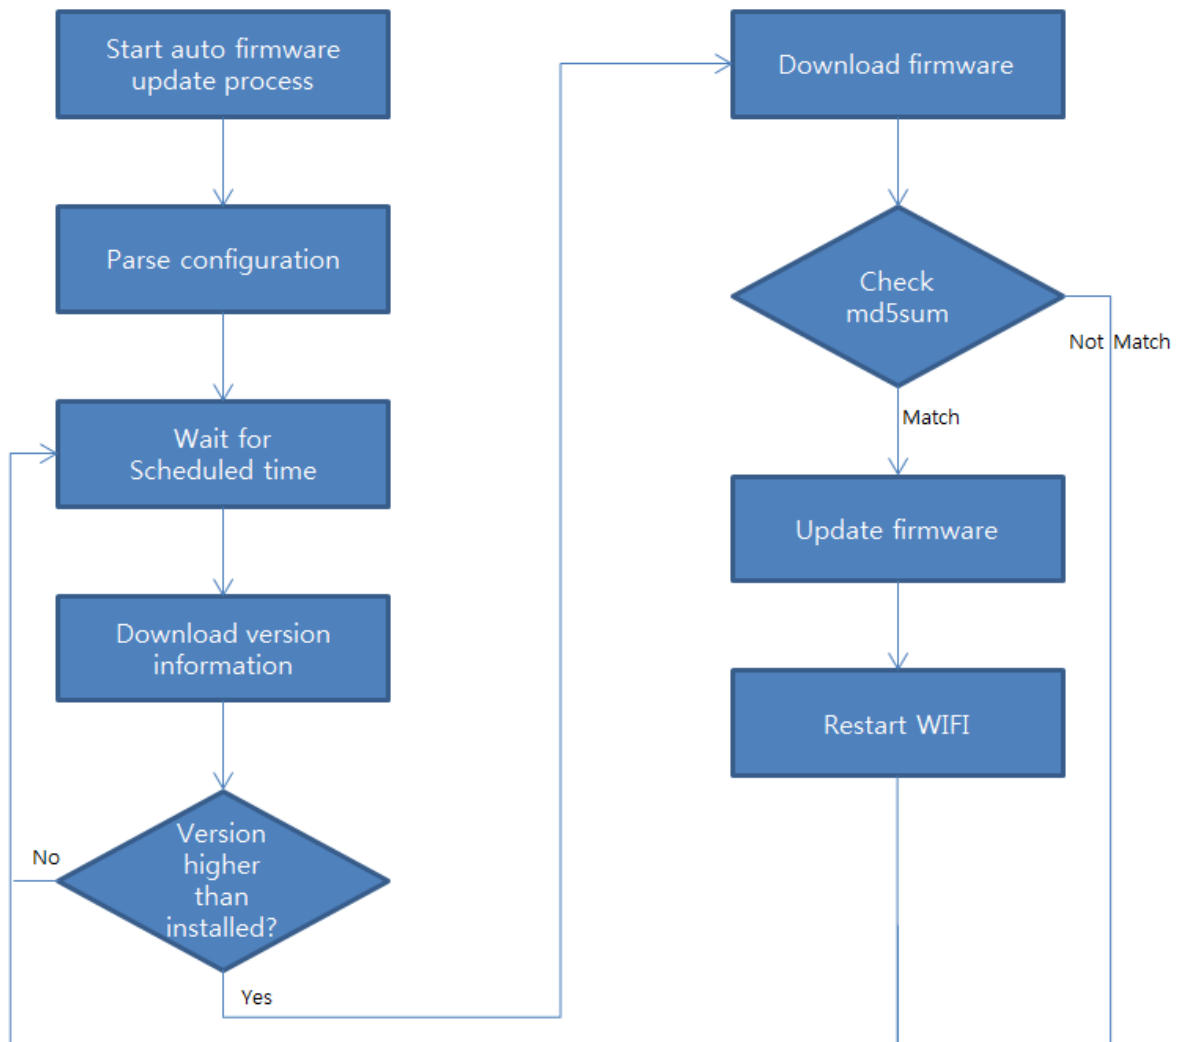 Start auto firmware
update process
Parse configuration
Wait for
Scheduled time
Download version
information
Version
higher
than
installed?
No
Yes
Download firmware
Check
md5sum
Not Match
Match
Update firmware
Restart WIFI